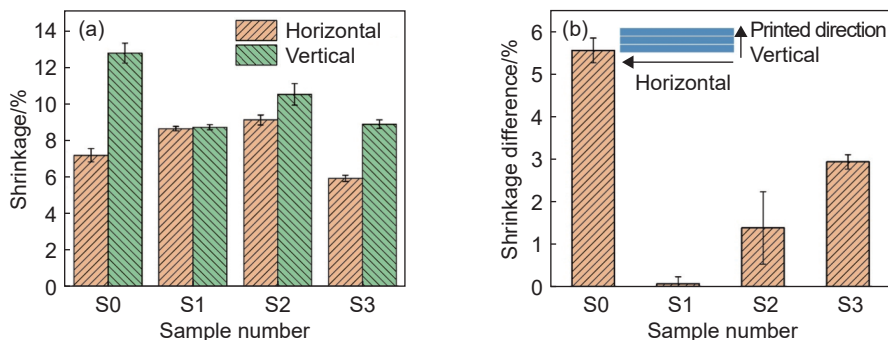 (a)
Horizontal
Vertical
14
12
10
8
6
4
2
0
Shrinkage/%
S0 S1 S2 S3
Sample number
(b)
Printed direction
Vertical
Horizontal
6
5
4
3
2
1
0
Shrinkage difference/%
S0 S1 S2 S3
Sample number